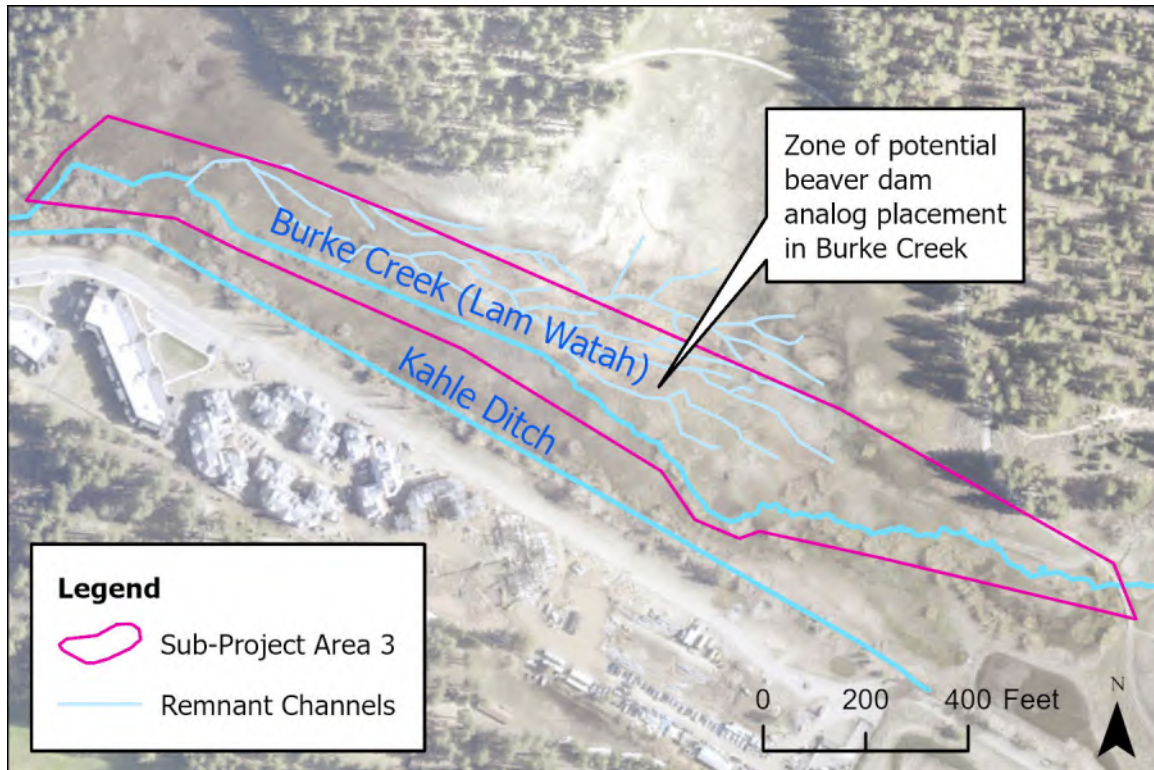 Zone of potential
beaver dam
analog placement
in Burke Creek
Burke Creek (Lam Watah)
Kahle Ditch
Legend
Sub-Project Area 3
Remnant Channels
0 200 400 Feet
N